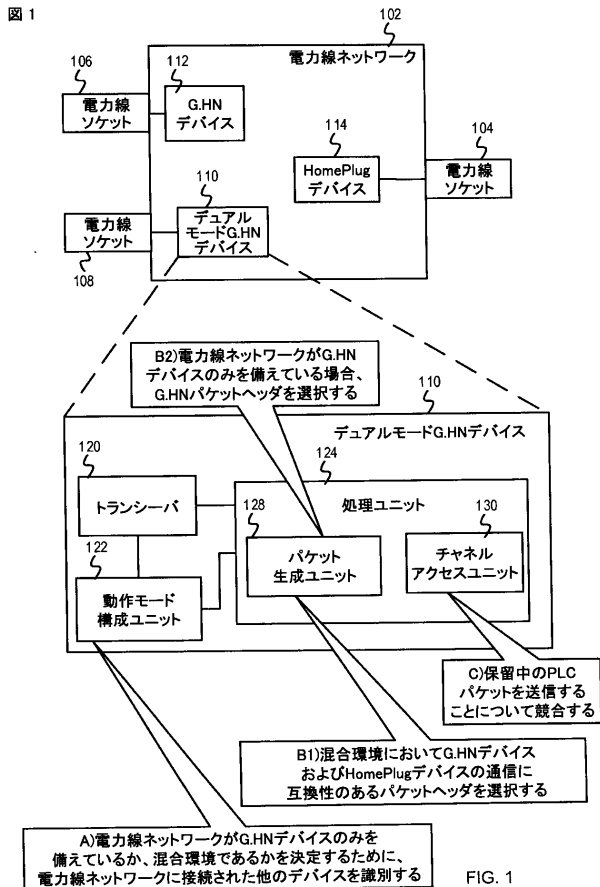 図 1
102
電力線ネットワーク
106
電力線
ソケット
112
G.HN
デバイス
114
HomePlug
デバイス
104
電力線
ソケット
110
デュアル
モードG.HN
デバイス
電力線
ソケット
108
B2)電力線ネットワークがG.HN
デバイスのみを備えている場合、
G.HNパケットヘッダを選択する
110
デュアルモードG.HNデバイス
120
トランシーバ
124
処理ユニット
128
パケット
生成ユニット
130
チャネル
アクセスユニット
122
動作モード
構成ユニット
C)保留中のPLC
パケットを送信する
ことについて競合する
B1)混合環境においてG.HNデバイス
およびHomePlugデバイスの通信に
互換性のあるパケットヘッダを選択する
A)電力線ネットワークがG.HNデバイスのみを
備えているか、混合環境であるかを決定するために、
電力線ネットワークに接続された他のデバイスを識別する
FIG. 1